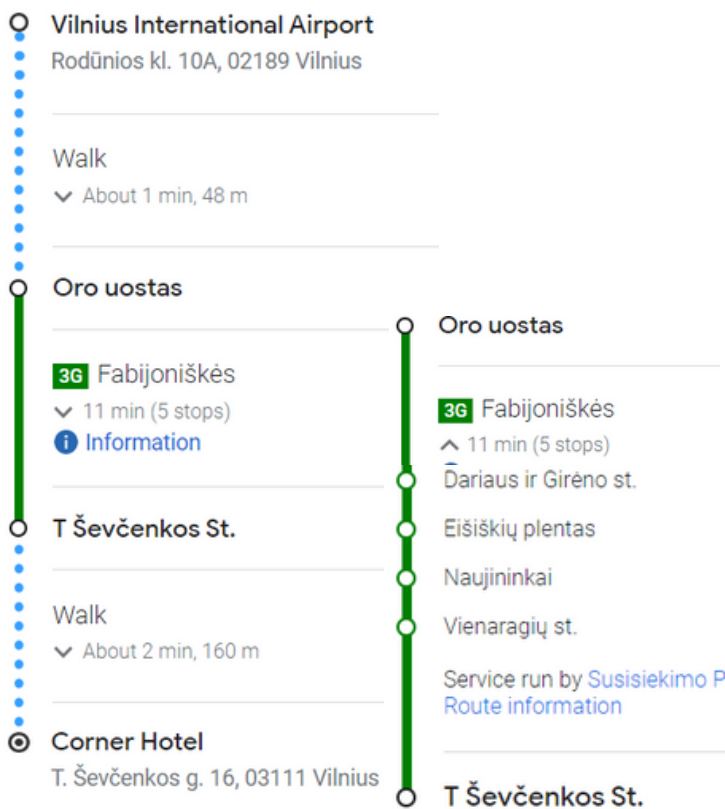 Vilnius International Airport
Rodūnios kl. 10A, 02189 Vilnius
Walk
About 1 min, 48 m
Oro uostas
3G Fabijoniškės
11 min (5 stops)
Information
T Ševčenkos St.
Walk
About 2 min, 160 m
Corner Hotel
T. Ševčenkos g. 16, 03111 Vilnius
Oro uostas
3G Fabijoniškės
11 min (5 stops)
Dariaus ir Girėno st.
Eišiškių plentas
Naujininkai
Vienaragių st.
Service run by Susisiekimo P
Route information
T Ševčenkos St.